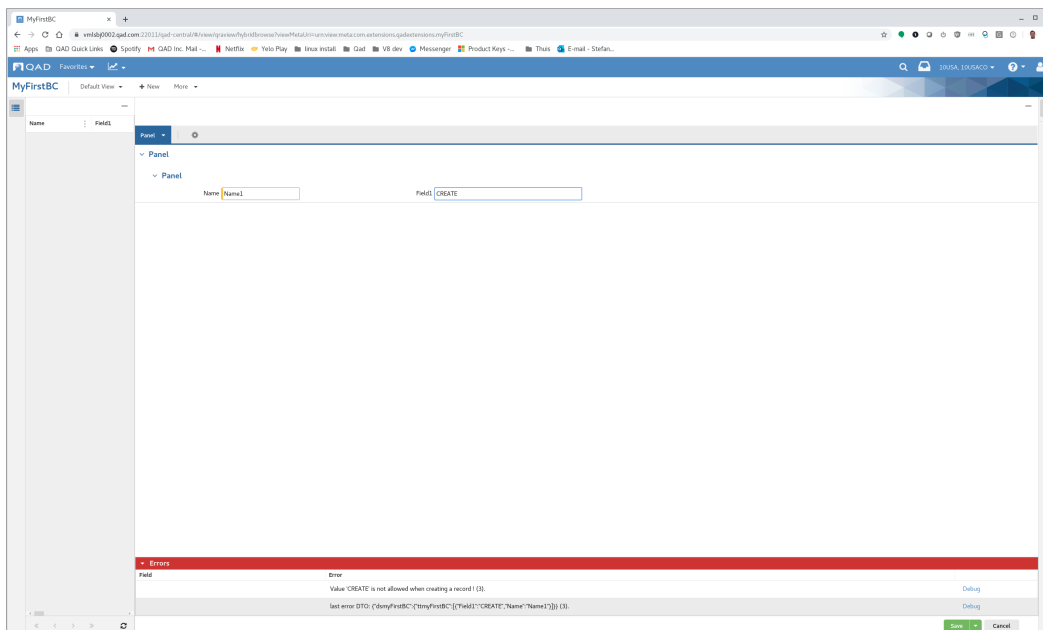 MyFirstBC
vmlsbj0002.qad.com:22011/qad-central/#/view/qraview/hybridbrowse?viewMetaUri=urn:view:meta:com.extensions.qadextensions.myFirstBC
Apps QAD Quick Links Spotify QAD Inc. Mail -... Netflix Yelo Play linux install Qad V8 dev Messenger Product Keys -... Thuis E-mail - Stefan...
QAD Favorites 10USA, 10USACO
MyFirstBC Default View + New More
Name Field1
Panel
Panel
Panel
Name Name1 Field1 CREATE
Errors
Field Error
Value 'CREATE' is not allowed when creating a record ! (3). Debug
last error DTO: {"dsmyFirstBC":{"ttmyFirstBC":[{"Field1":"CREATE","Name":"Name1"}]}} (3). Debug
Save Cancel